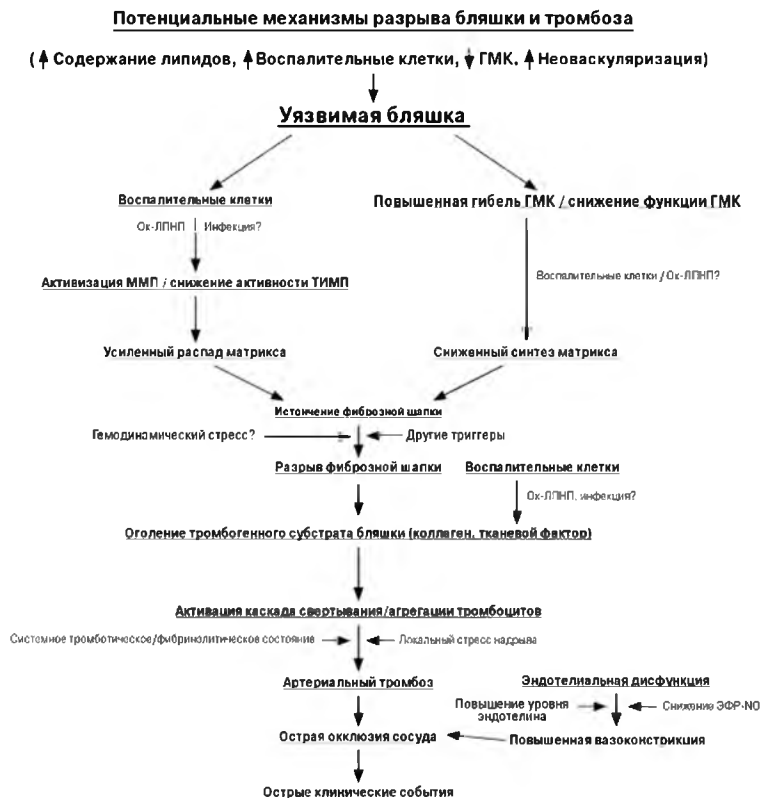 Потенциальные механизмы разрыва бляшки и тромбоза
(↑ Содержание липидов, ↑ Воспалительные клетки, ↓ ГМК, ↑ Неоваскуляризация)
Уязвимая бляшка
Воспалительные клетки
Повышенная гибель ГМК / снижение функции ГМК
Ок-ЛПНП | Инфекция?
Воспалительные клетки / Ок-ЛПНП?
Активизация ММП / снижение активности ТИМП
Усиленный распад матрикса
Сниженный синтез матрикса
Истончение фиброзной шапки
Гемодинамический стресс?
Другие триггеры
Разрыв фиброзной шапки
Воспалительные клетки
Ох-ЛПНП, инфекция?
Оголение тромбогенного субстрата бляшки (коллаген, тканевой фактор)
Активация каскада свертывания/агрегации тромбоцитов
Системное тромботическое/фибринолитическое состояние
Локальный стресс надрыва
Артериальный тромбоз
Эндотелиальная дисфункция
Повышение уровня
эндотелина
Снижение ЭФР-NO
Острая окклюзия сосуда
Повышенная вазоконстрикция
Острые клинические события